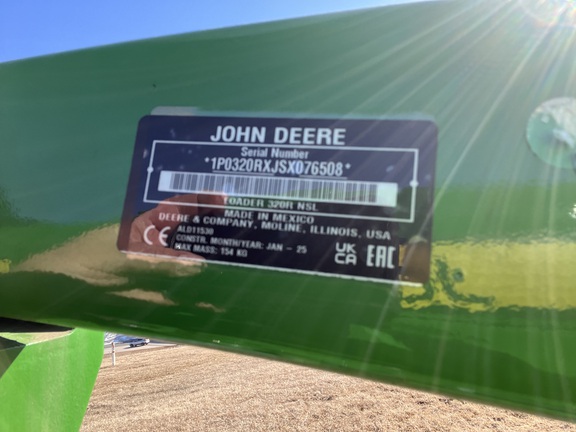 JOHN DEERE
Serial Number
*1P0320RXJSX076508*
LOADER 320R NSL
MADE IN MEXICO
DEERE & COMPANY, MOLINE, ILLINOIS, USA
AL011530
CONSTR. MONTH/YEAR: JAN - 25
MAX MASS: 154 KG
CE
UK
CA
EAC